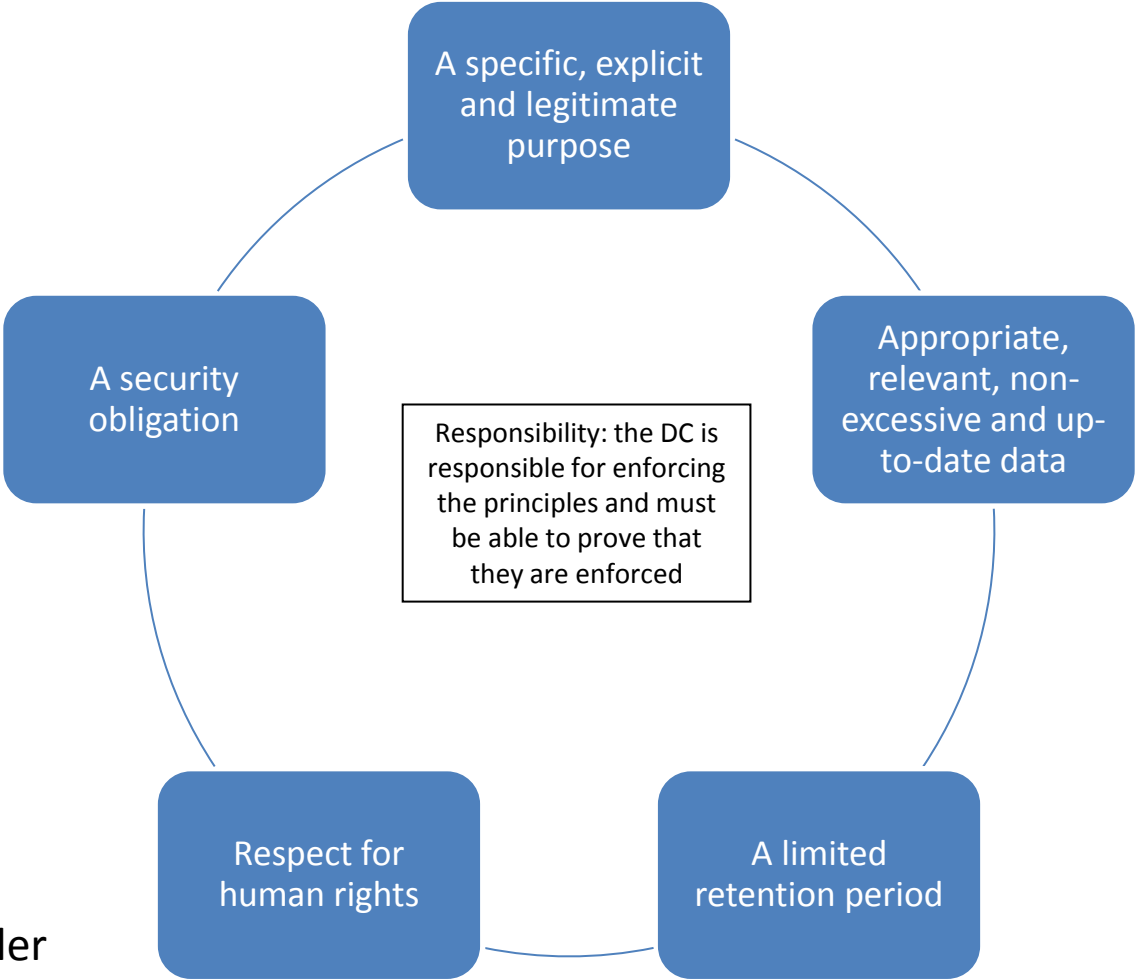 A specific, explicit
and legitimate
purpose
A security
obligation
Appropriate,
relevant, non-
excessive and up-
to-date data
Responsibility: the DC is
responsible for enforcing
the principles and must
be able to prove that
they are enforced
Respect for
human rights
A limited
retention period
ler